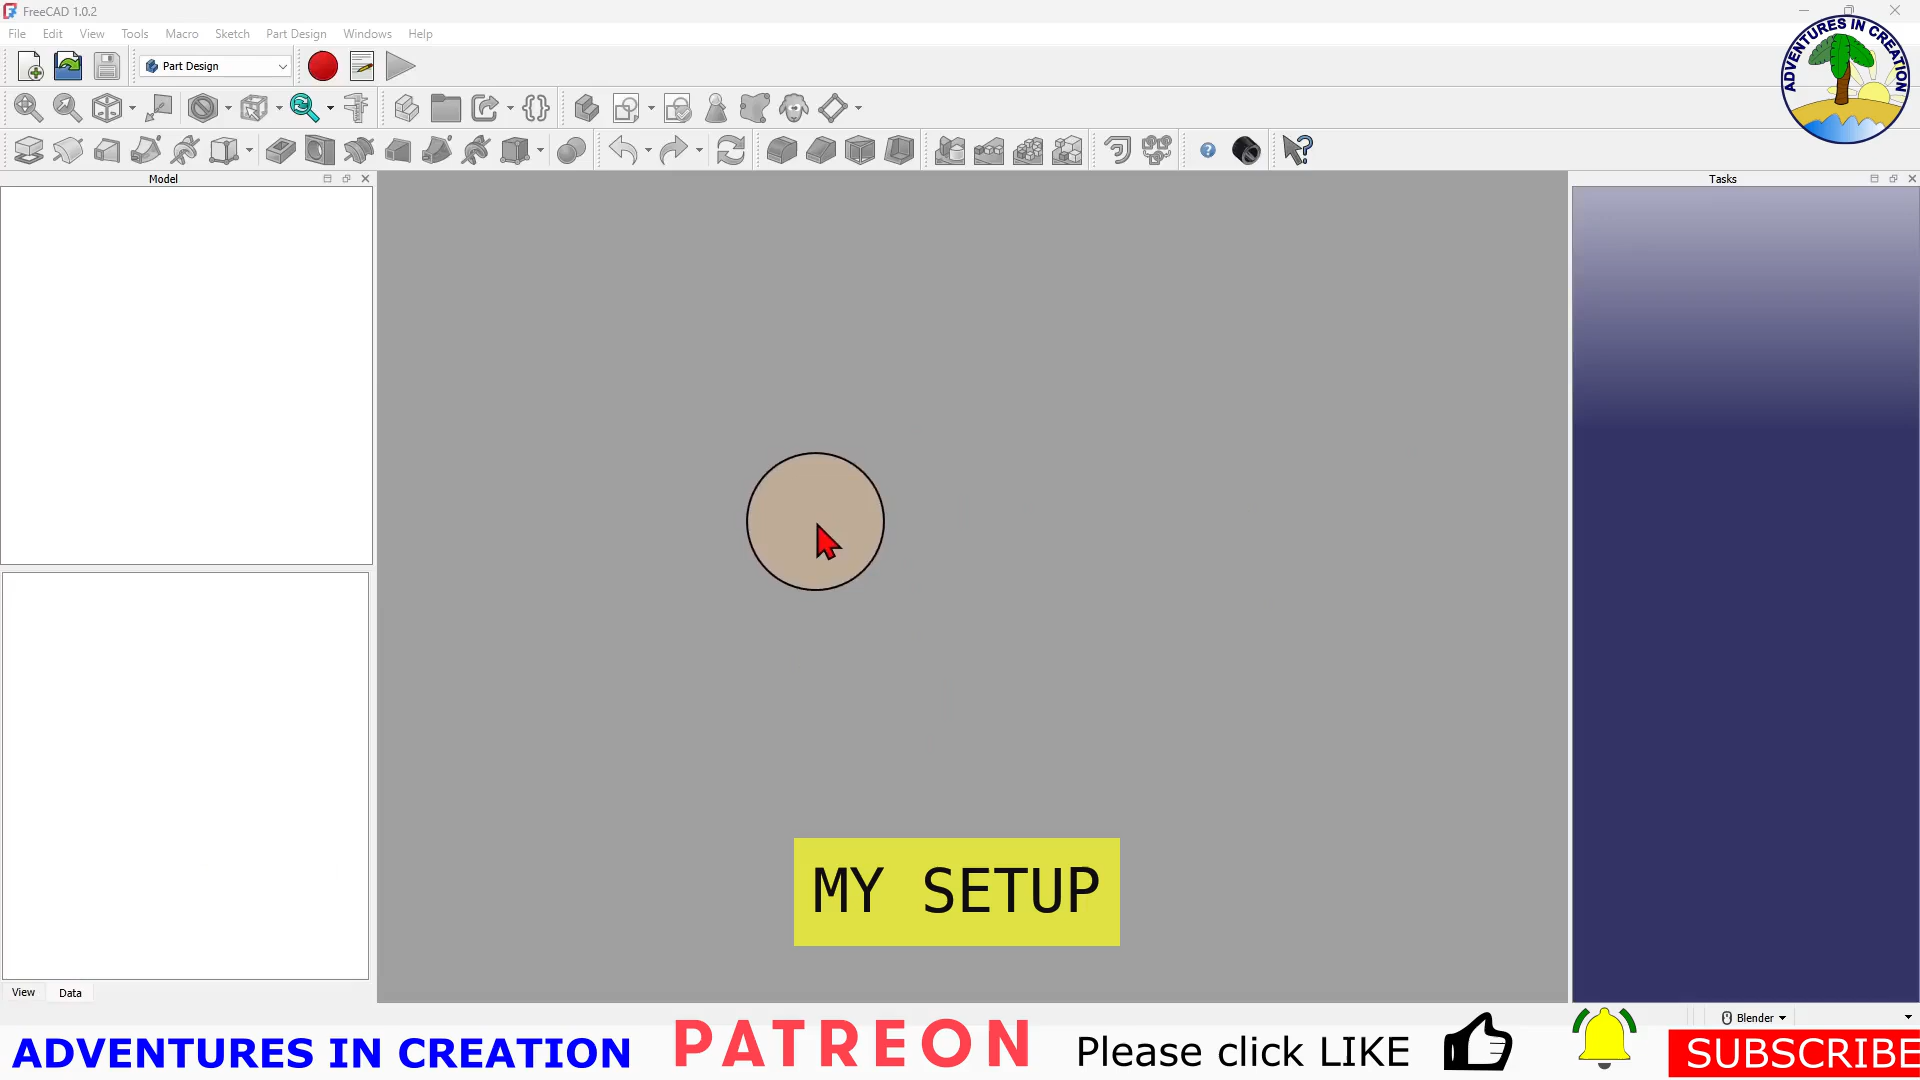 FreeCAD 1.0.2
File Edit View Tools Macro Sketch Part Design Windows Help
Part Design
ADVENTURES IN CREATION
Model
Tasks
MY SETUP
View Data
Blender
ADVENTURES IN CREATION
PATREON
Please click LIKE
SUBSCRIBE